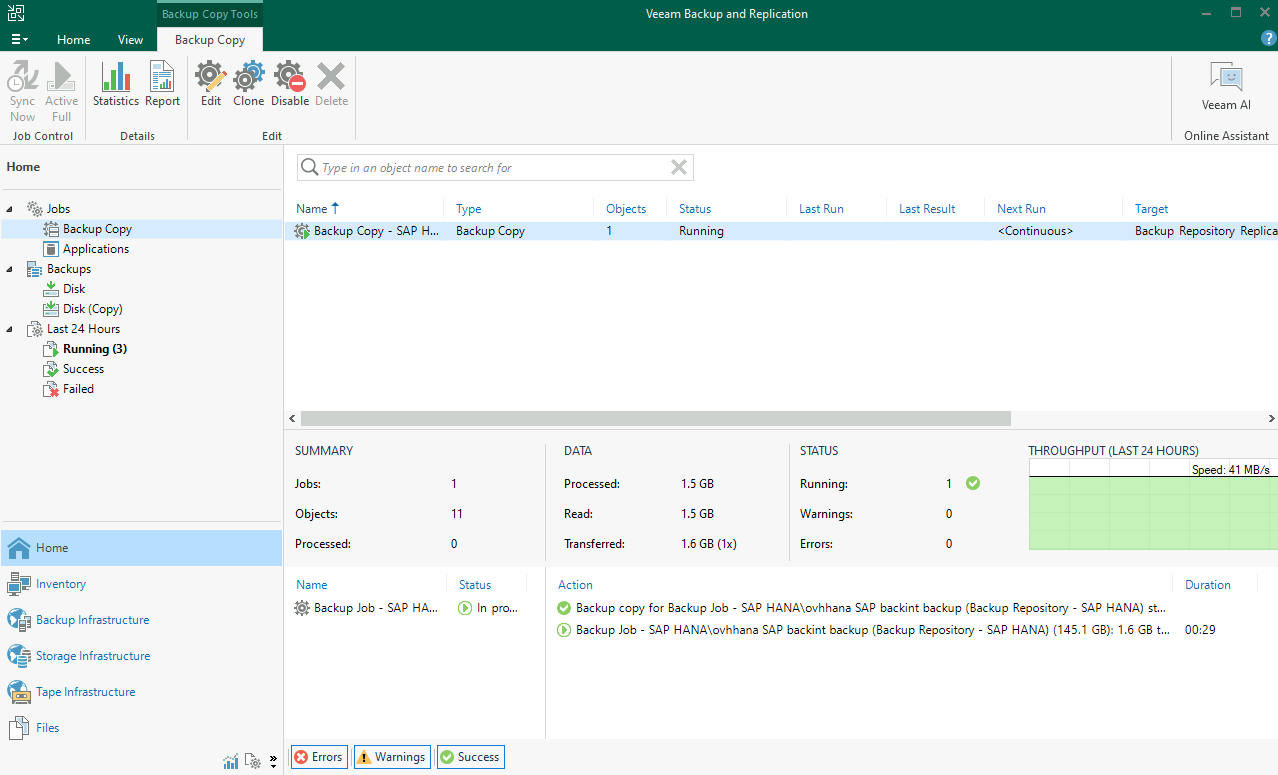 Backup Copy Tools
Veeam Backup and Replication
Home View Backup Copy
Sync Now
Active Full
Statistics
Report
Edit
Clone
Disable
Delete
Veeam AI
Job Control
Details
Edit
Online Assistant
Home
Jobs
Backup Copy
Applications
Backups
Disk
Disk (Copy)
Last 24 Hours
Running (3)
Success
Failed
Home
Inventory
Backup Infrastructure
Storage Infrastructure
Tape Infrastructure
Files
Type in an object name to search for
Name Type Objects Status Last Run Last Result Next Run Target
Backup Copy - SAP H... Backup Copy 1 Running <Continuous> Backup Repository Replica
SUMMARY
Jobs: 1
Objects: 11
Processed: 0
DATA
Processed: 1.5 GB
Read: 1.5 GB
Transferred: 1.6 GB (1x)
STATUS
Running: 1
Warnings: 0
Errors: 0
THROUGHPUT (LAST 24 HOURS)
Speed: 41 MB/s
Name Status
Backup Job - SAP HA... In pro...
Action Duration
Backup copy for Backup Job - SAP HANA\ovhhana SAP backint backup (Backup Repository - SAP HANA) st...
Backup Job - SAP HANA\ovhhana SAP backint backup (Backup Repository - SAP HANA) (145.1 GB): 1.6 GB t... 00:29
Errors Warnings Success